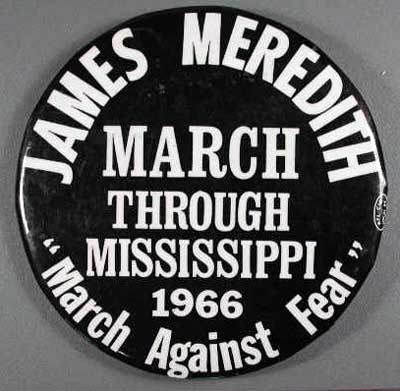 JAMES MEREDITH
MARCH
THROUGH
MISSISSIPPI
1966
"March Against Fear"